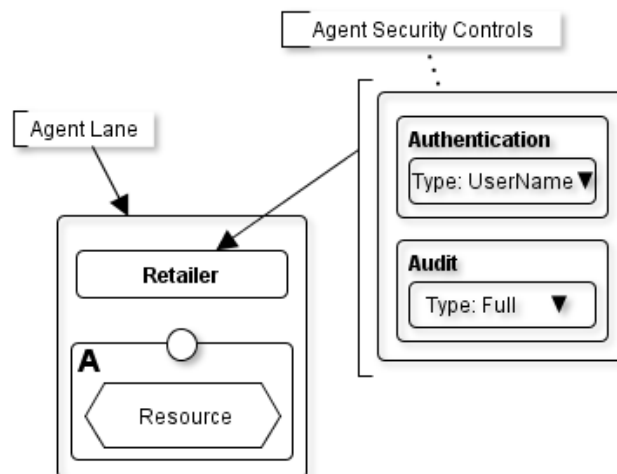 Agent Security Controls
Agent Lane
Authentication
Type: UserName
Audit
Type: Full
Retailer
A
Resource